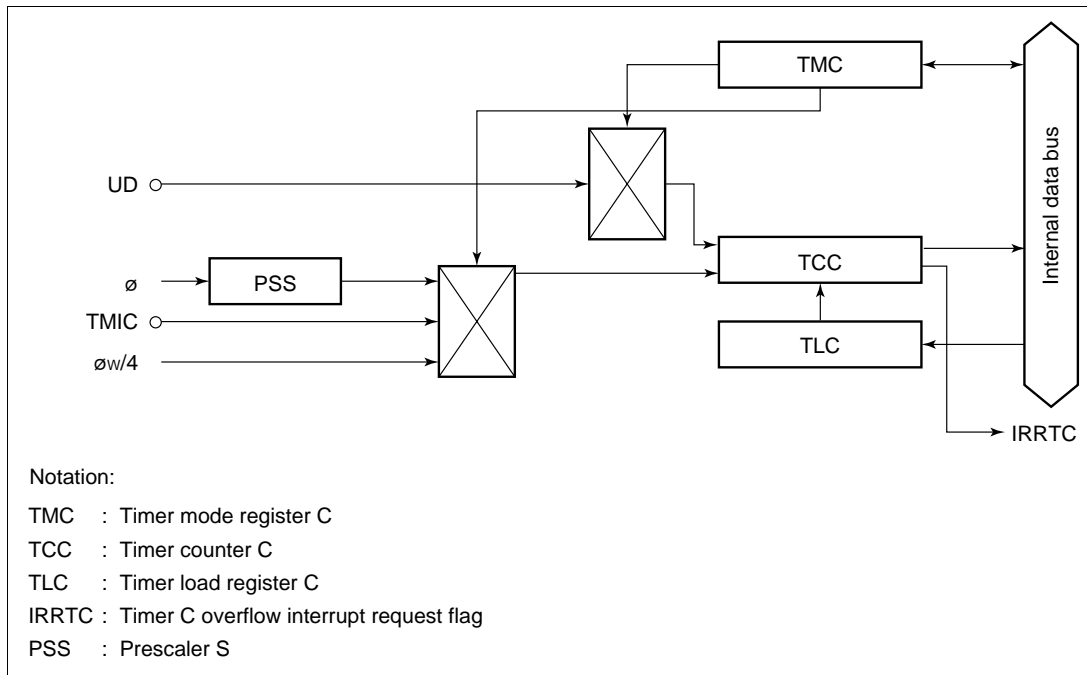 TMC
UD
TCC
ø
PSS
TMIC
TLC
øw/4
Internal data bus
IRRTC
Notation:
TMC : Timer mode register C
TCC : Timer counter C
TLC : Timer load register C
IRRTC : Timer C overflow interrupt request flag
PSS : Prescaler S